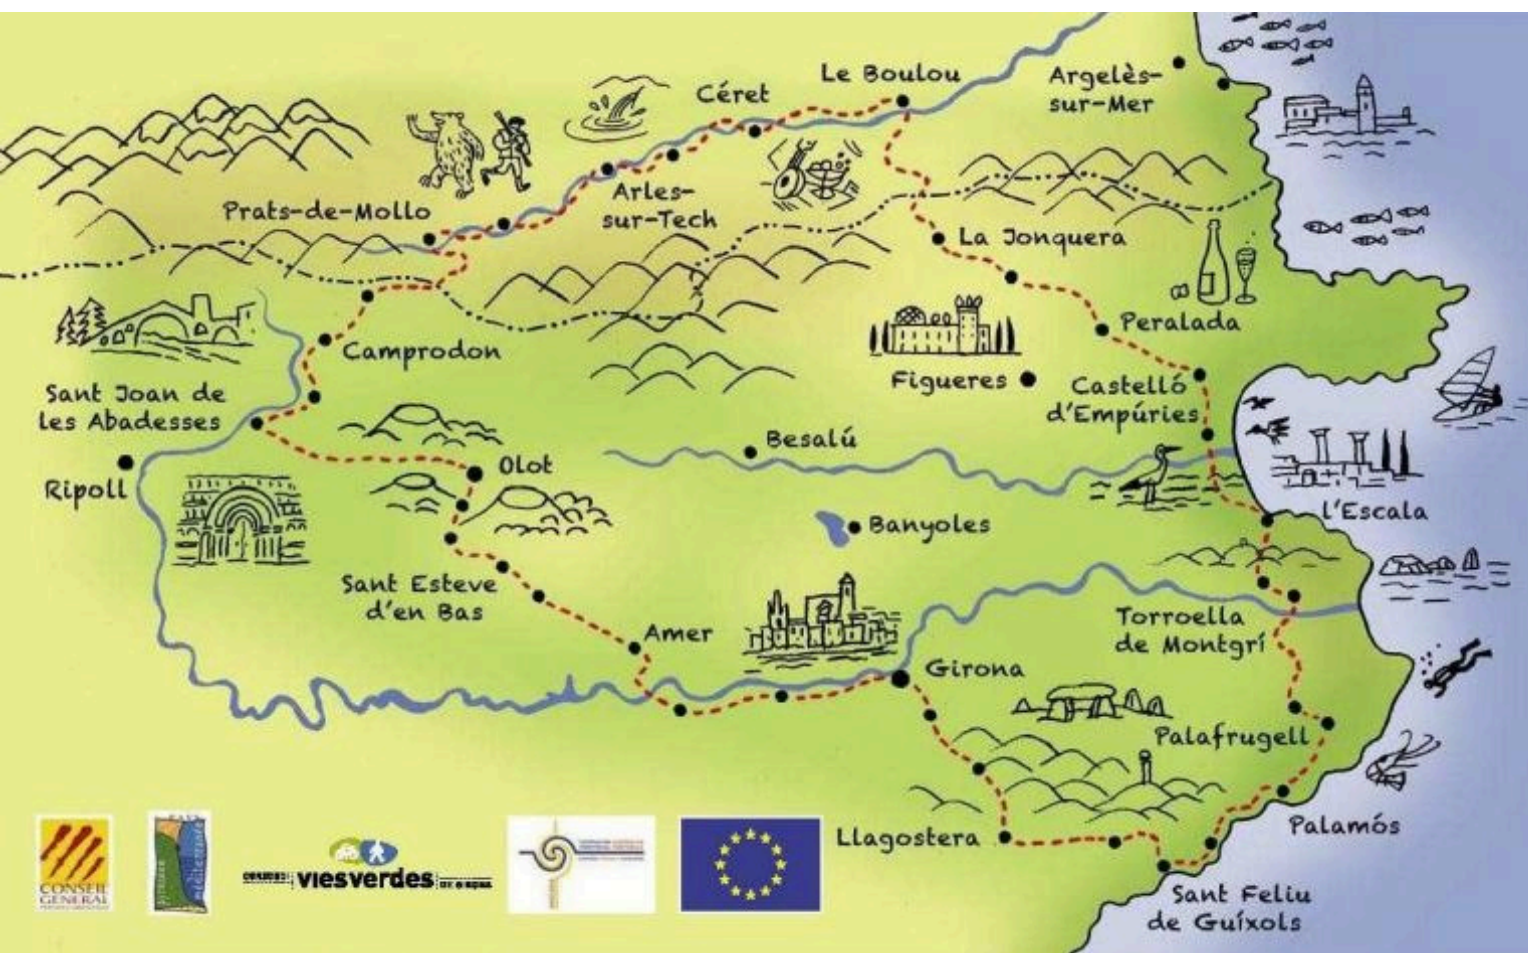 Le Boulou
Argelès-
sur-Mer
Céret
Prats-de-Mollo
Arles-
sur-Tech
La Jonquera
Peralada
Camprodon
Figueres
Castelló
d'Empúries
Sant Joan de
les Abadesses
Besalú
Olot
Ripoll
l'Escala
Banyoles
Sant Esteve
d'en Bas
Torroella
de Montgrí
Amer
Girona
Palafrugell
Llagostera
Palamós
CONSEIL
GENERAL
viesverdes
Sant Feliu
de Guíxols